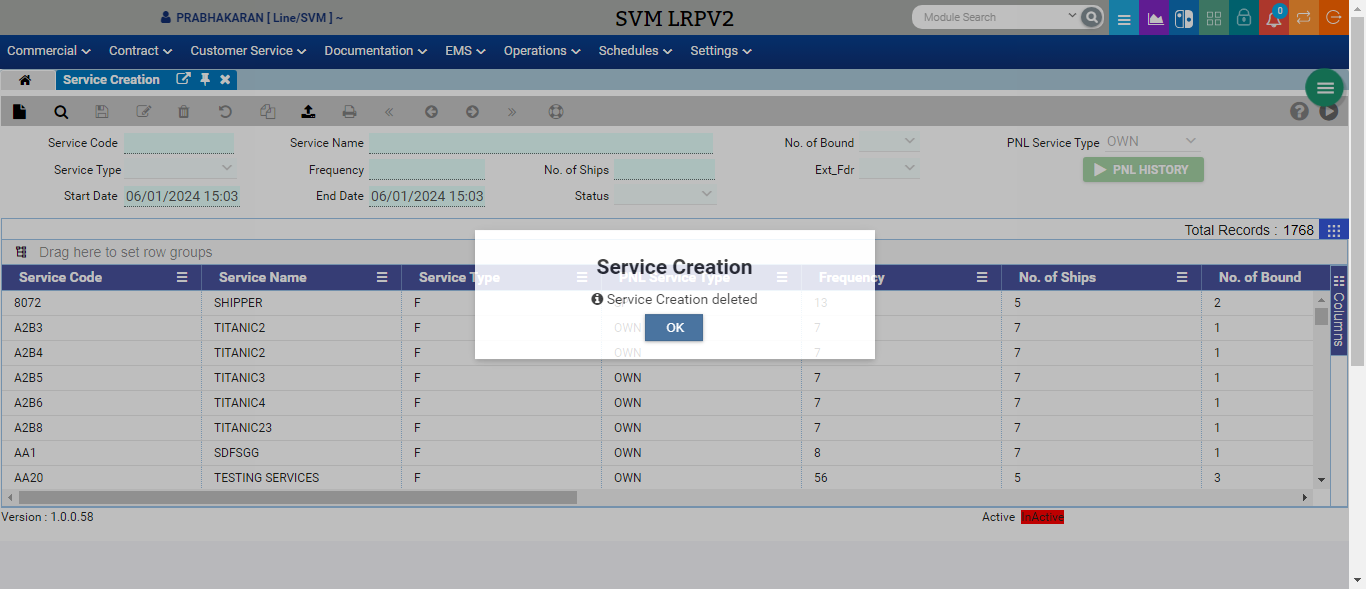 PRABHAKARAN [ Line/SVM ] ~
SVM LRPV2
Module Search
0
Commercial Contract Customer Service Documentation EMS Operations Schedules Settings
Service Creation
Service Code Service Name No. of Bound PNL Service Type OWN
Service Type Frequency No. of Ships Ext_Fdr PNL HISTORY
Start Date 06/01/2024 15:03 End Date 06/01/2024 15:03 Status
Total Records : 1768
Drag here to set row groups
Service Code Service Name Service Type PNL Service Type Frequency No. of Ships No. of Bound
Columns
Service Creation
Service Creation deleted
OK
8072 SHIPPER F 13 5 2
A2B3 TITANIC2 F OWN 7 7 1
A2B4 TITANIC2 F OWN 7 7 1
A2B5 TITANIC3 F OWN 7 7 1
A2B6 TITANIC4 F OWN 7 7 1
A2B8 TITANIC23 F OWN 7 7 1
AA1 SDFSGG F OWN 8 7 1
AA20 TESTING SERVICES F OWN 56 5 3
Version : 1.0.0.58 Active InActive